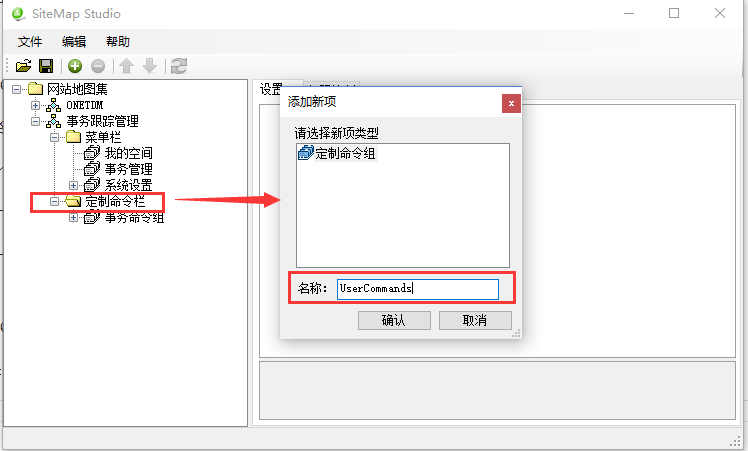 SiteMap Studio
文件 编辑 帮助
网站地图集
ONETDM
事务跟踪管理
菜单栏
我的空间
事务管理
系统设置
定制命令栏
事务命令组
设置
添加新项
x
请选择新项类型
定制命令组
名称: UserCommands
确认 取消